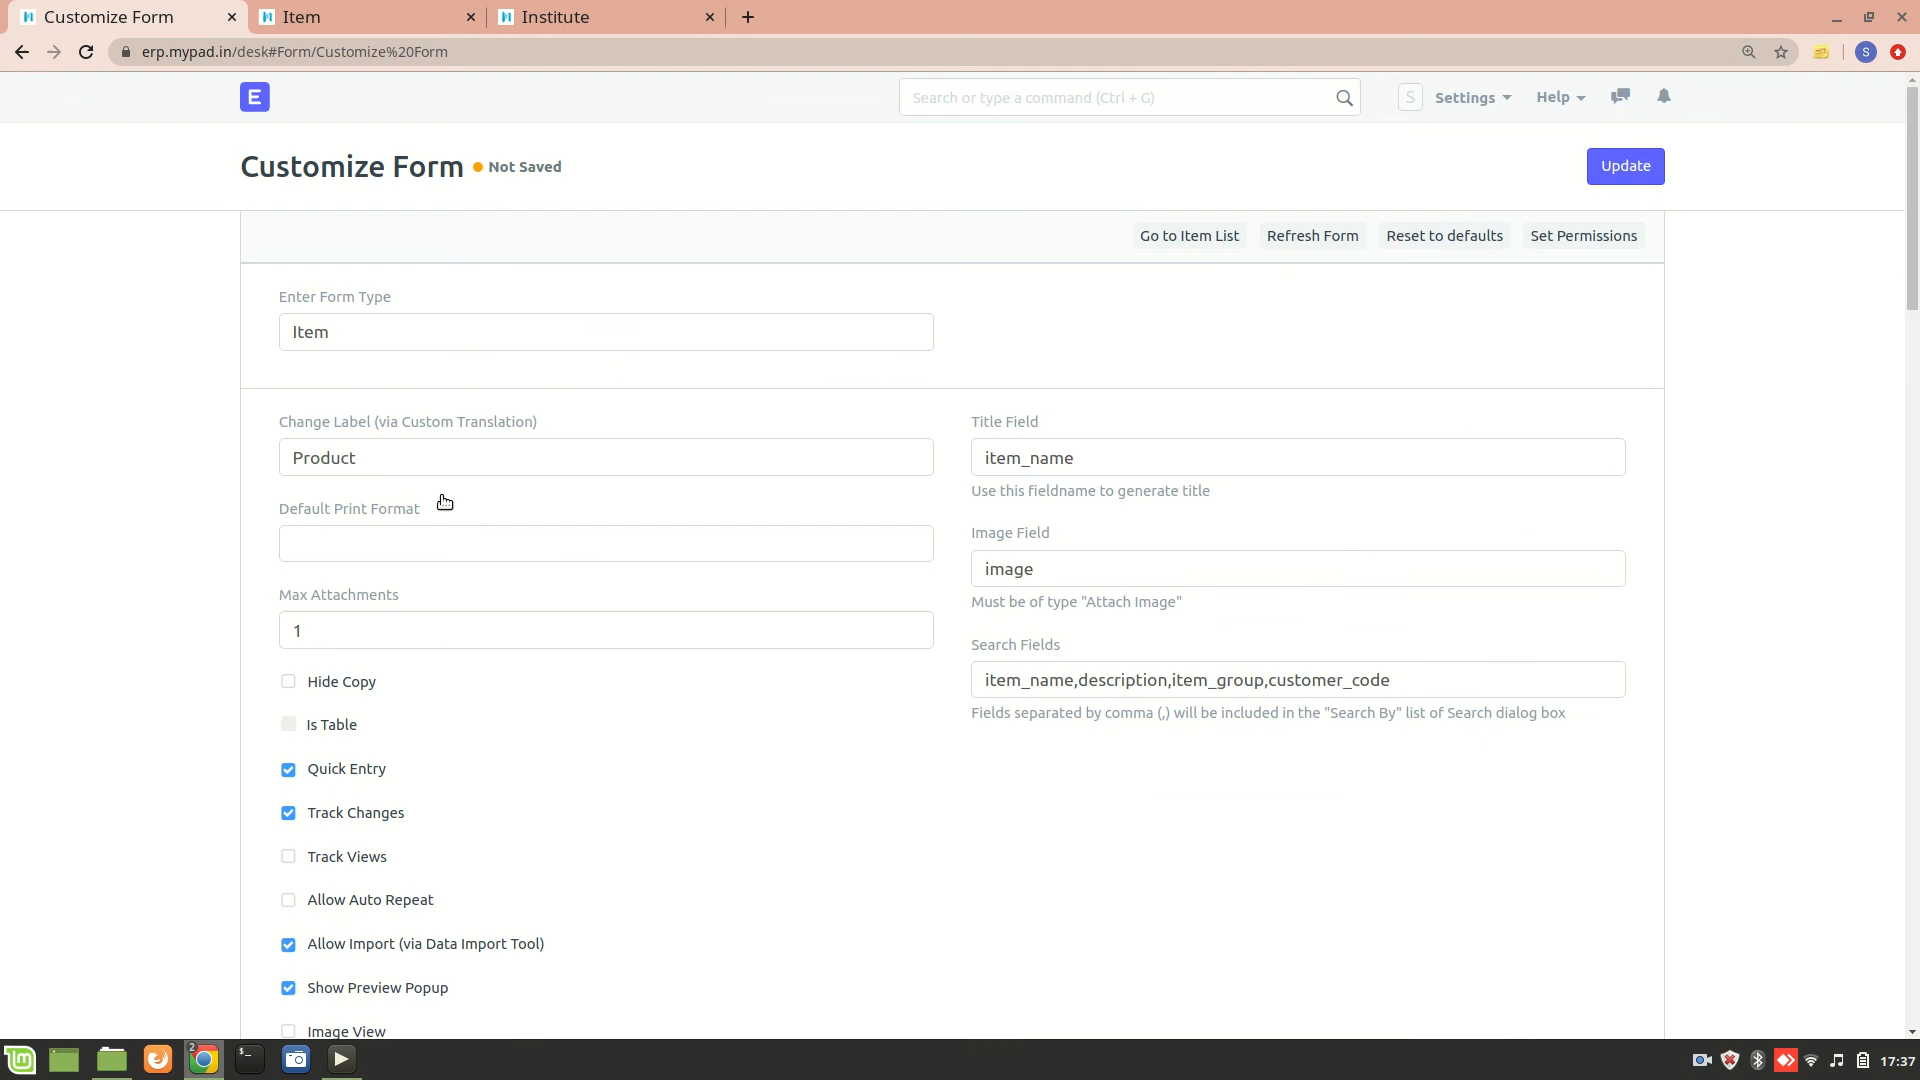 Customize Form
Item
Institute
erp.mypad.in/desk#Form/Customize%20Form
S
E
Search or type a command (Ctrl + G)
S
Settings
Help
Customize Form
Not Saved
Update
Go to Item List
Refresh Form
Reset to defaults
Set Permissions
Enter Form Type
Item
Change Label (via Custom Translation)
Product
Default Print Format
Max Attachments
1
Hide Copy
Is Table
Quick Entry
Track Changes
Track Views
Allow Auto Repeat
Allow Import (via Data Import Tool)
Show Preview Popup
Image View
Title Field
item_name
Use this fieldname to generate title
Image Field
image
Must be of type "Attach Image"
Search Fields
item_name,description,item_group,customer_code
Fields separated by comma (,) will be included in the "Search By" list of Search dialog box
2
17:37